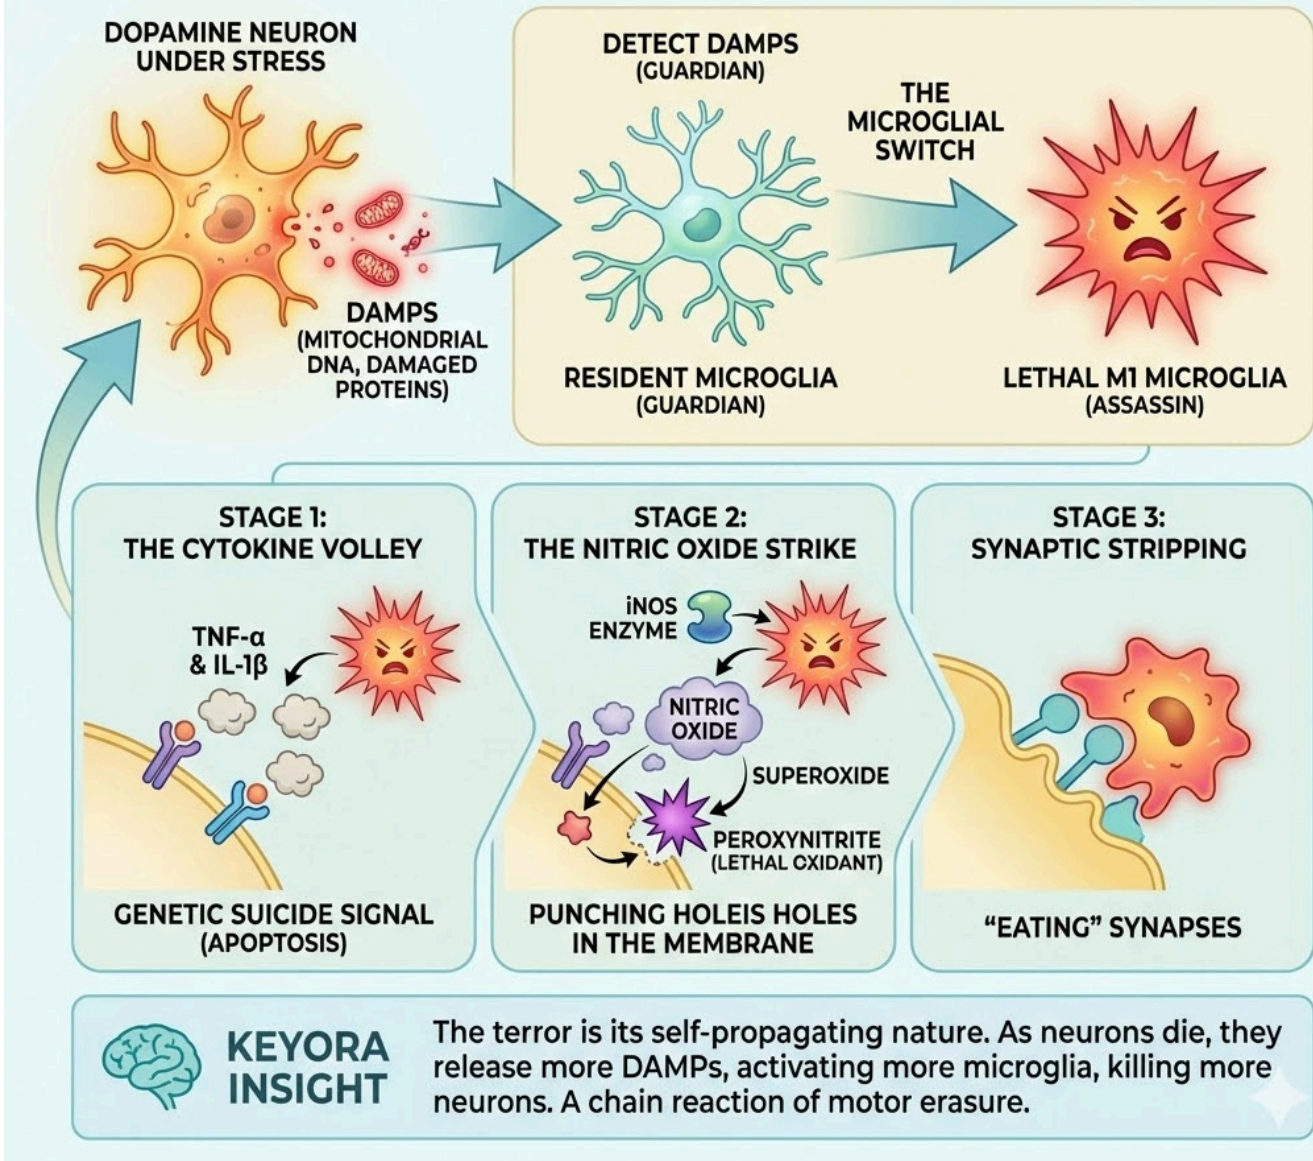 DOPAMINE NEURON
UNDER STRESS
DAMPS
(MITOCHONDRIAL
DNA, DAMAGED
PROTEINS)
DETECT DAMPS
(GUARDIAN)
RESIDENT MICROGLIA
(GUARDIAN)
THE
MICROGLIAL
SWITCH
LETHAL M1 MICROGLIA
(ASSASSIN)
STAGE 1:
THE CYTOKINE VOLLEY
TNF-α
& IL-1β
GENETIC SUICIDE SIGNAL
(APOPTOSIS)
STAGE 2:
THE NITRIC OXIDE STRIKE
iNOS
ENZYME
NITRIC
OXIDE
SUPEROXIDE
PEROXYNITRITE
(LETHAL OXIDANT)
PUNCHING HOLEIS HOLES
IN THE MEMBRANE
STAGE 3:
SYNAPTIC STRIPPING
“EATING” SYNAPSES
KEYORA
INSIGHT
The terror is its self-propagating nature. As neurons die, they
release more DAMPs, activating more microglia, killing more
neurons. A chain reaction of motor erasure.